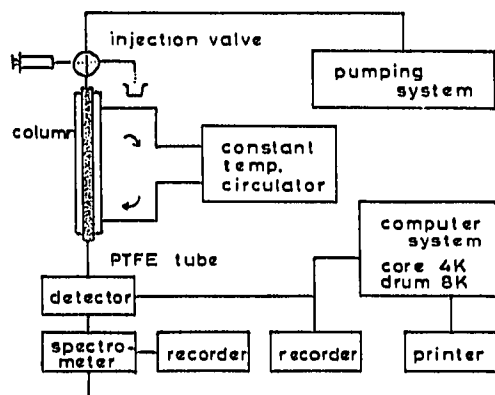 injection valve
pumping
system
column
constant
temp.
circulator
computer
system
core 4K
drum 8K
PTFE tube
detector
spectro-
meter
recorder
recorder
printer